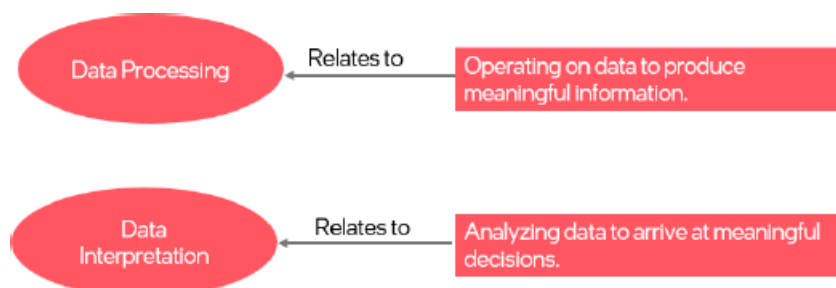 Data Processing
Relates to
Operating on data to produce
meaningful information.
Data
Interpretation
Relates to
Analyzing data to arrive at meaningful
decisions.